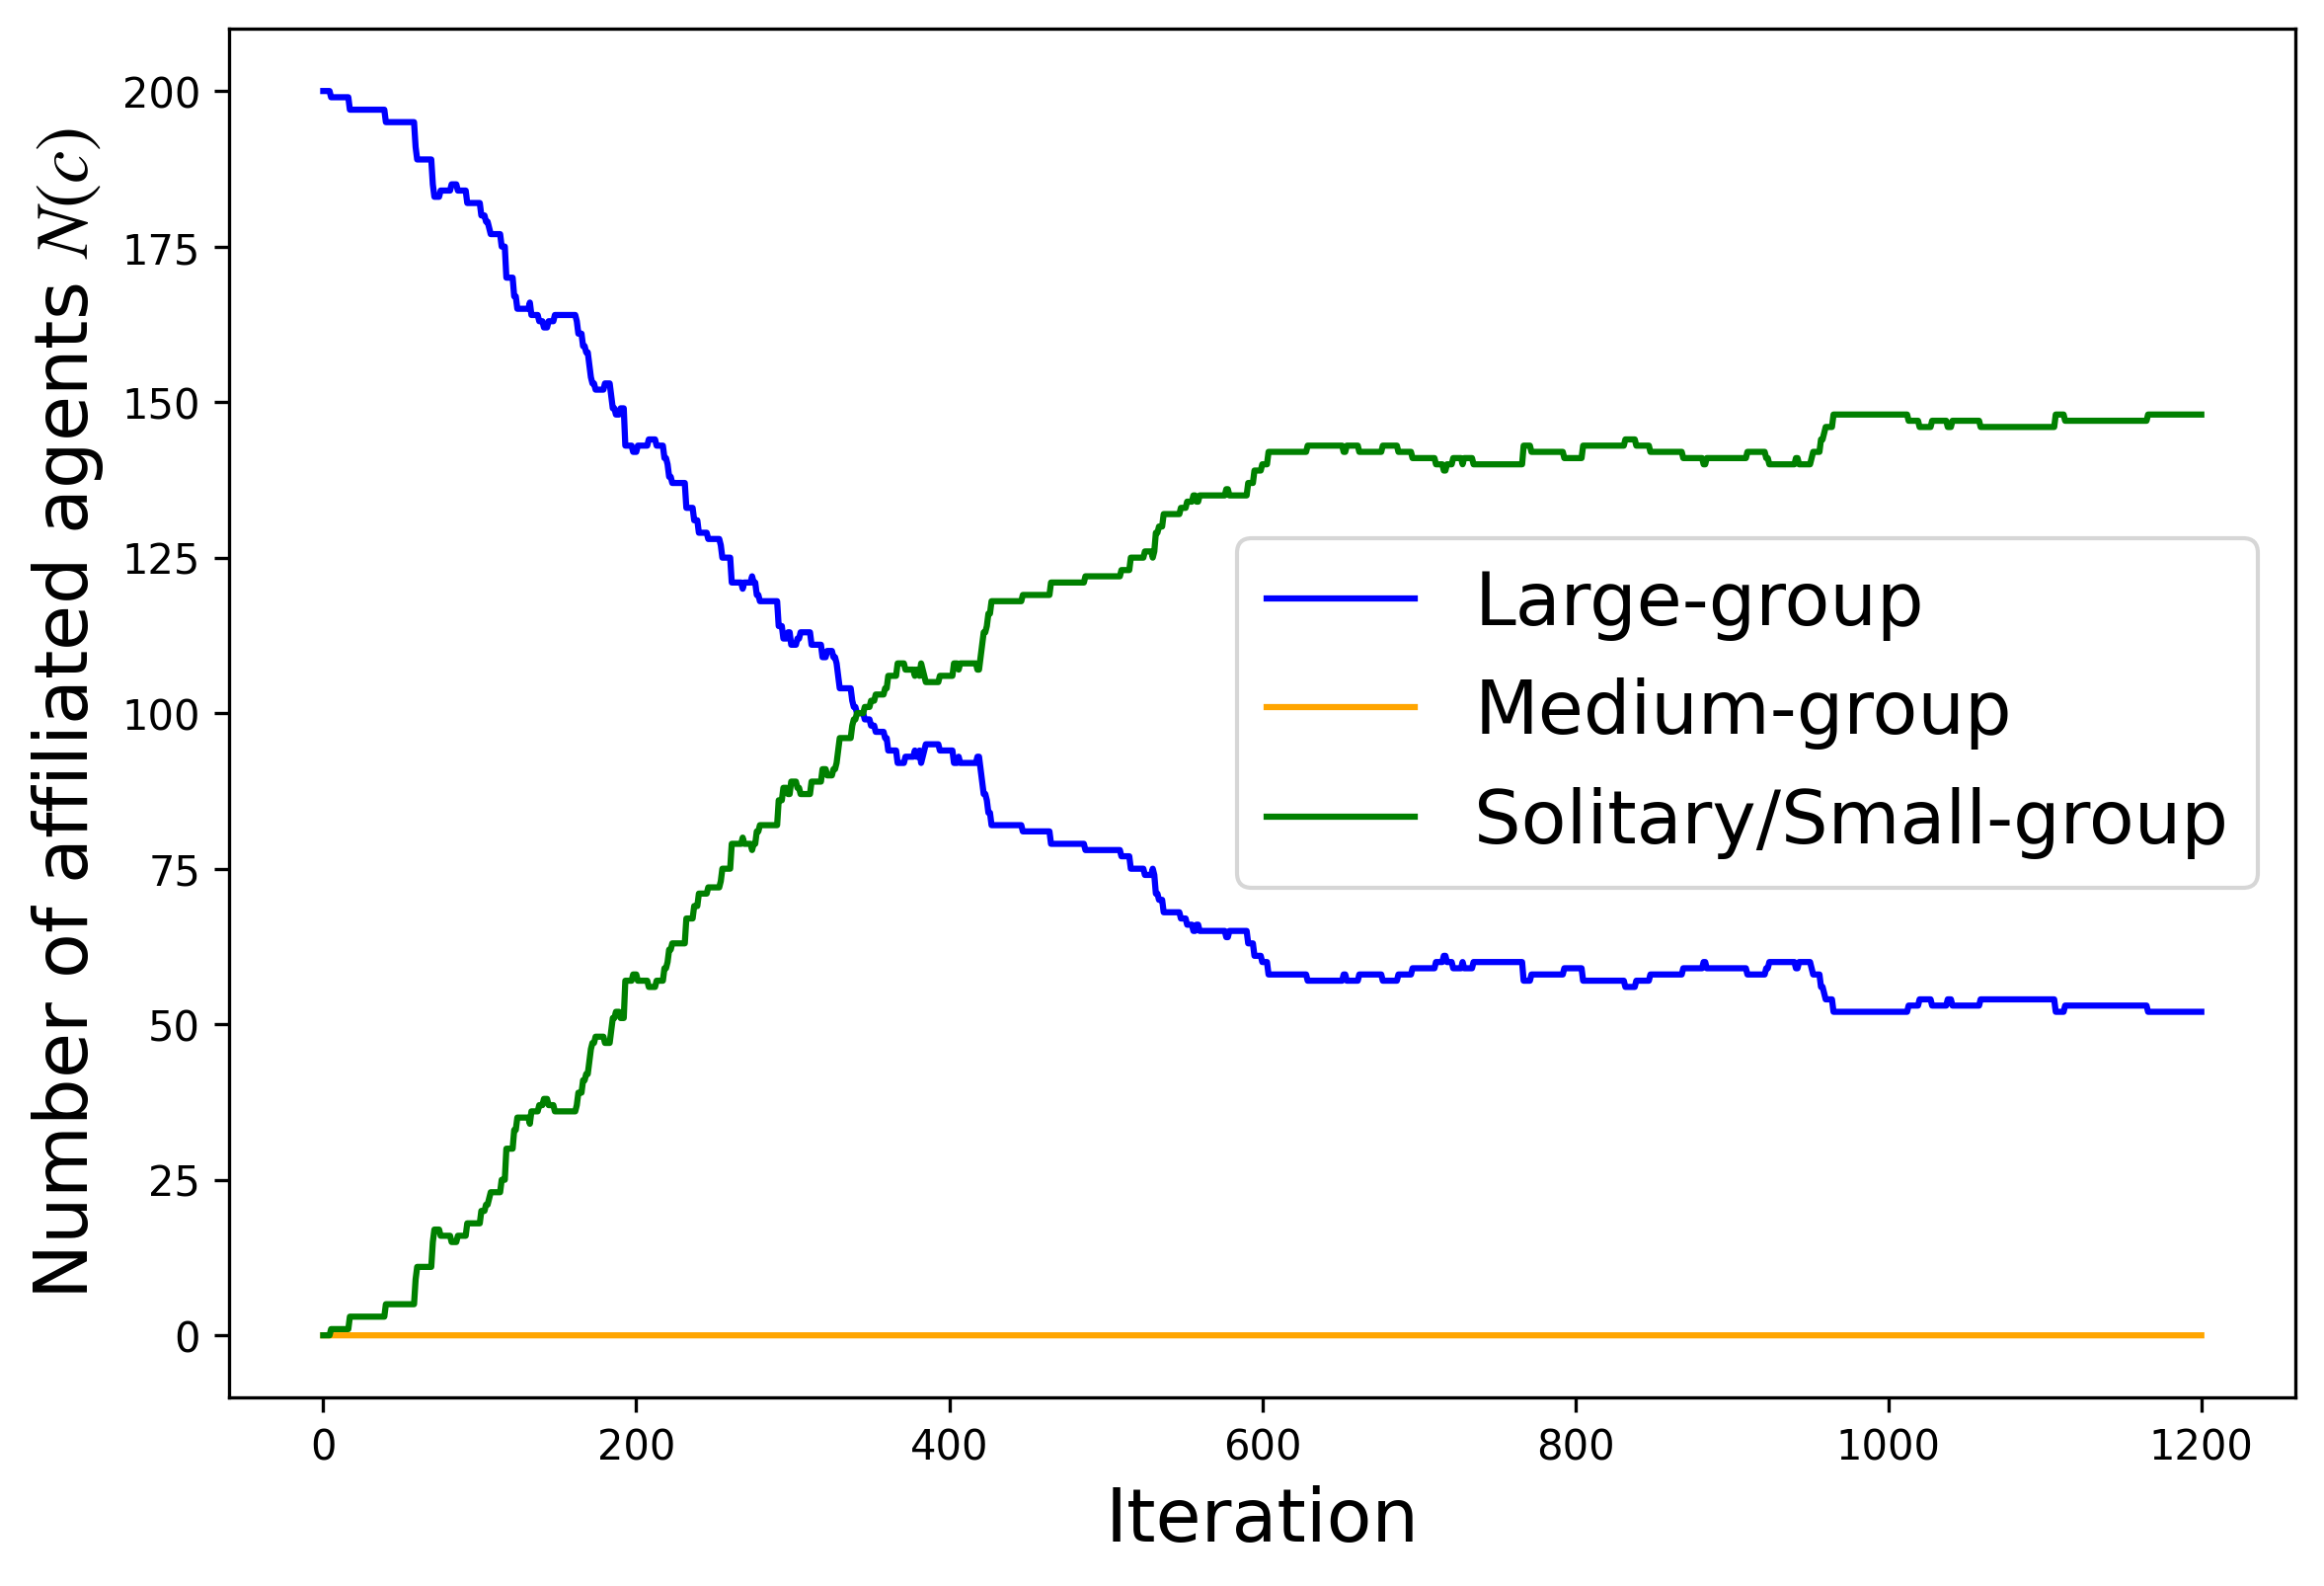 Number of affiliated agents N(c)
200
175
150
125
100
75
50
25
0
Large-group
Medium-group
Solitary/Small-group
0 200 400 600 800 1000 1200
Iteration